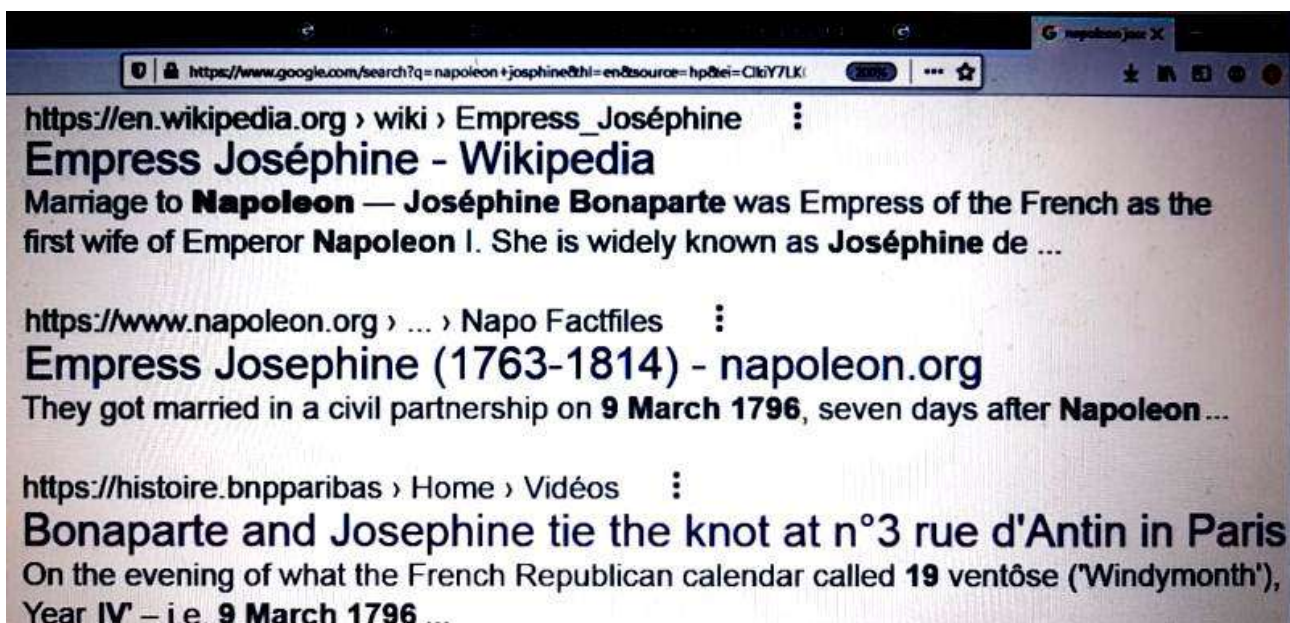 G napoleon jose X
https://www.google.com/search?q=napoleon+josphine&hl=en&source=hp&ei=
200%
https://en.wikipedia.org › wiki › Empress_Joséphine
Empress Joséphine - Wikipedia
Marriage to Napoleon — Joséphine Bonaparte was Empress of the French as the
first wife of Emperor Napoleon I. She is widely known as Joséphine de ...
https://www.napoleon.org › ... › Napo Factfiles
Empress Josephine (1763-1814) - napoleon.org
They got married in a civil partnership on 9 March 1796, seven days after Napoleon ...
https://histoire.bnpparibas › Home › Vidéos
Bonaparte and Josephine tie the knot at n°3 rue d'Antin in Paris
On the evening of what the French Republican calendar called 19 ventôse ('Windymonth'),
Year IV' – i.e. 9 March 1796 ...